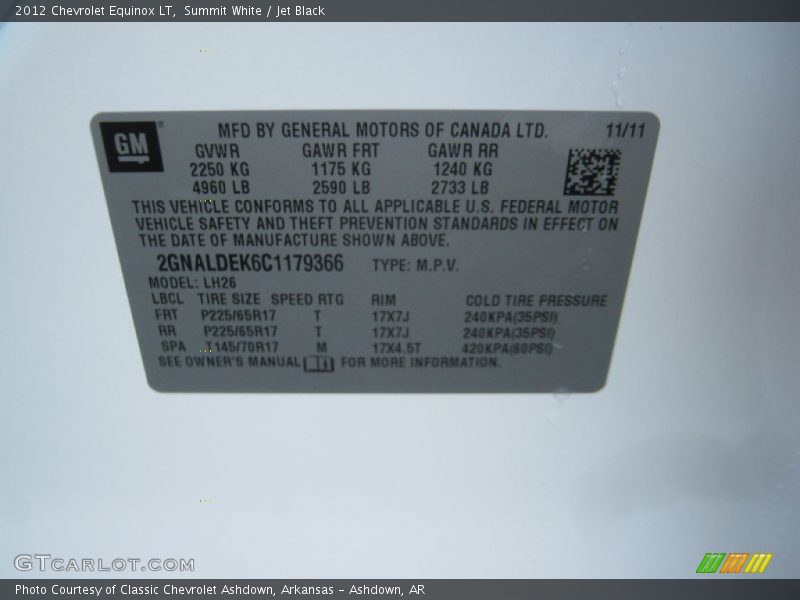 2012 Chevrolet Equinox LT, Summit White / Jet Black
GM
MFD BY GENERAL MOTORS OF CANADA LTD. 11/11
GVWR GAWR FRT GAWR RR
2250 KG 1175 KG 1240 KG
4960 LB 2590 LB 2733 LB
THIS VEHICLE CONFORMS TO ALL APPLICABLE U.S. FEDERAL MOTOR
VEHICLE SAFETY AND THEFT PREVENTION STANDARDS IN EFFECT ON
THE DATE OF MANUFACTURE SHOWN ABOVE.
2GNALDEK6C1179366 TYPE: M.P.V.
MODEL: LH26
LBCL TIRE SIZE SPEED RTG RIM COLD TIRE PRESSURE
FRT P225/65R17 T 17X7J 240KPA(35PSI)
RR P225/65R17 T 17X7J 240KPA(35PSI)
SPA T145/70R17 M 17X4.5T 420KPA(60PSI)
SEE OWNER'S MANUAL FOR MORE INFORMATION.
GTCARLOT.COM
Photo Courtesy of Classic Chevrolet Ashdown, Arkansas - Ashdown, AR